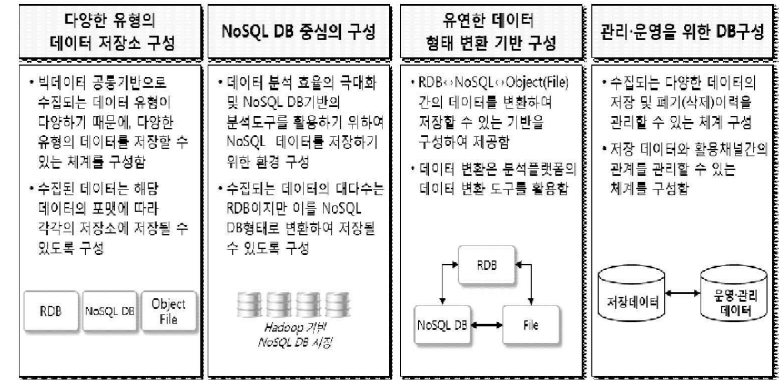 다양한 유형의
데이터 저장소 구성
• 빅데이터 공통기반으로
수집되는 데이터 유형이
다양하기 때문에, 다양한
유형의 데이터를 저장할 수
있는 체계를 구성함
• 수집된 데이터는 해당
데이터의 포맷에 따라
각각의 저장소에 저장될 수
있도록 구성
RDB
NoSQL DB
Object
File
NoSQL DB 중심의 구성
• 데이터 분석 효율의 극대화
및 NoSQL DB기반의
분석도구를 활용하기 위하여
NoSQL 데이터를 저장하기
위한 환경 구성
• 수집되는 데이터의 대다수는
RDB이지만 이를 NoSQL
DB형태로 변환하여 저장될
수 있도록 구성
Hadoop 기반
NoSQL DB 저장
유연한 데이터
형태 변환 기반 구성
• RDB↔NoSQL↔Object(File)
간의 데이터를 변환하여
저장할 수 있는 기반을
구성하여 제공함
• 데이터 변환은 분석플랫폼의
데이터 변환 도구를 활용함
RDB
NoSQL DB
File
관리·운영을 위한 DB구성
• 수집되는 다양한 데이터의
저장 및 폐기(삭제)이력을
관리할 수 있는 체계 구성
• 저장 데이터와 활용채널간의
관계를 관리할 수 있는
체계를 구성함
저장데이터
운영·관리
데이터